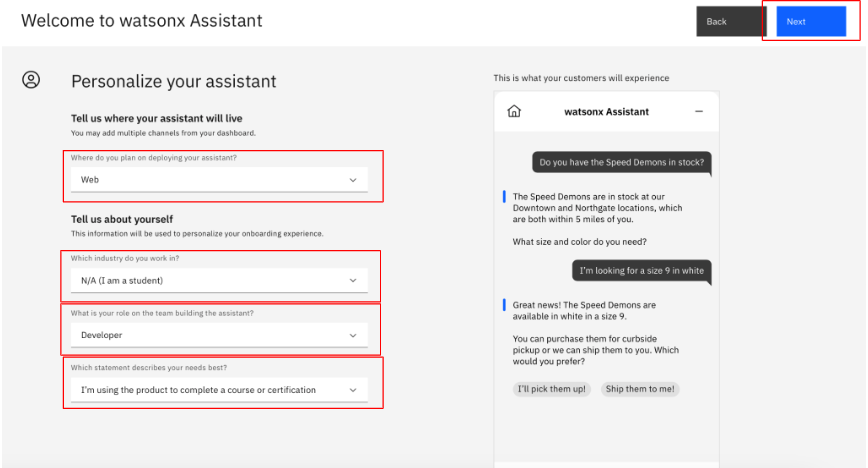 Welcome to watsonx Assistant
Back
Next
Personalize your assistant
Tell us where your assistant will live
You may add multiple channels from your dashboard.
Where do you plan on deploying your assistant?
Web
Tell us about yourself
This information will be used to personalize your onboarding experience.
Which industry do you work in?
N/A (I am a student)
What is your role on the team building the assistant?
Developer
Which statement describes your needs best?
I'm using the product to complete a course or certification
This is what your customers will experience
watsonx Assistant
Do you have the Speed Demons in stock?
The Speed Demons are in stock at our
Downtown and Northgate locations, which
are both within 5 miles of you.
What size and color do you need?
I'm looking for a size 9 in white
Great news! The Speed Demons are
available in white in a size 9.
You can purchase them for curbside
pickup or we can ship them to you. Which
would you prefer?
I'll pick them up!
Ship them to me!